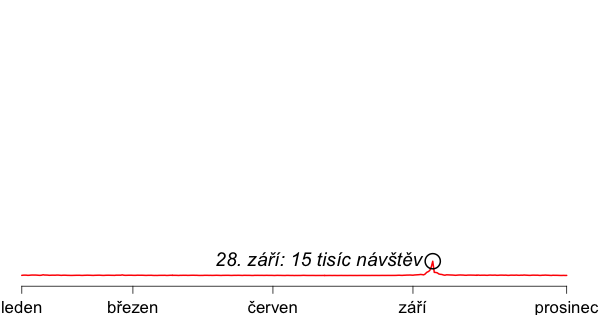 28. září: 15 tisíc návštěv
leden březen červen září prosinec